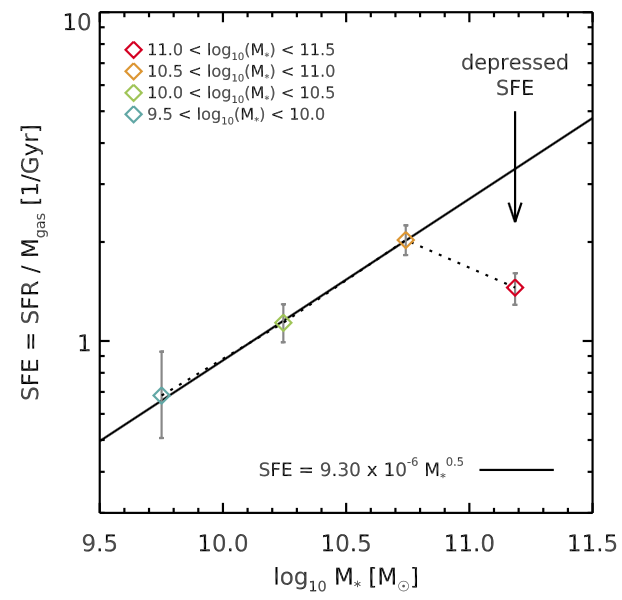 10
11.0 < log₁₀(M*) < 11.5
10.5 < log₁₀(M*) < 11.0
10.0 < log₁₀(M*) < 10.5
9.5 < log₁₀(M*) < 10.0
depressed
SFE
SFE = SFR / M_gas [1/Gyr]
1
SFE = 9.30 x 10⁻⁶ M*^0.5
9.5 10.0 10.5 11.0 11.5
log₁₀ M* [M☉]